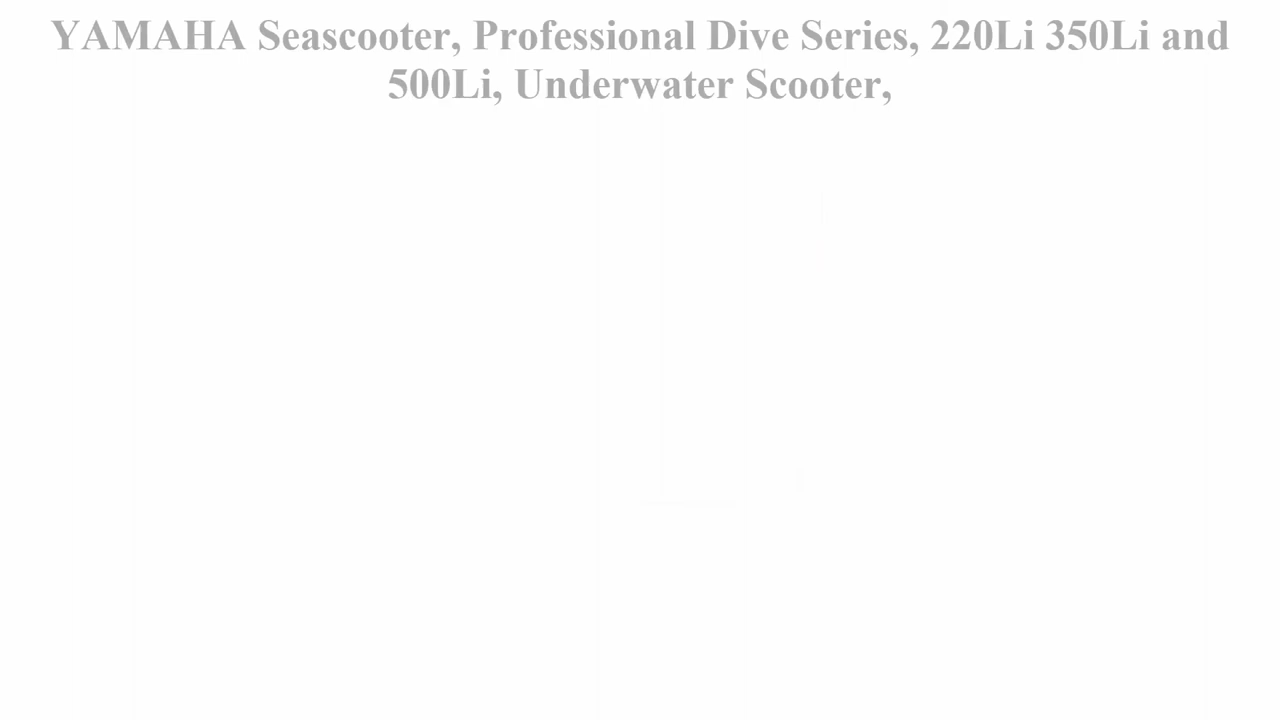 YAMAHA Seascooter, Professional Dive Series, 220Li 350Li and
500Li, Underwater Scooter,